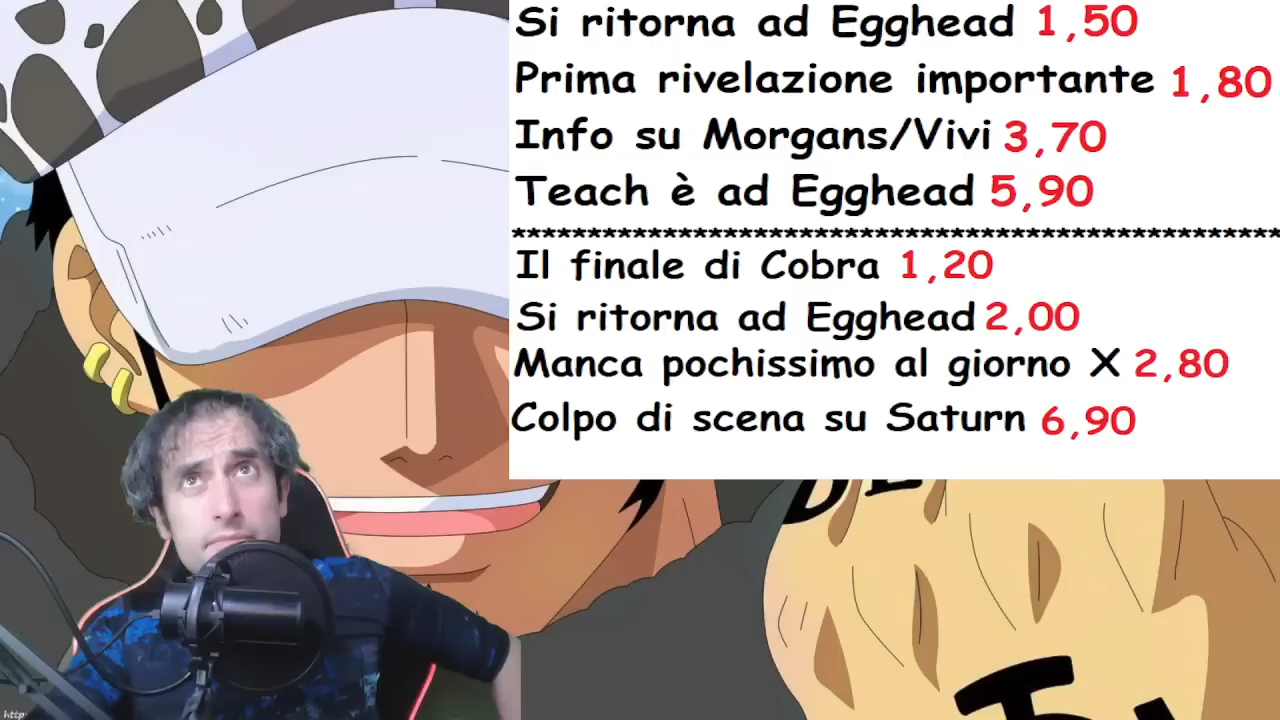 Si ritorna ad Egghead 1,50
Prima rivelazione importante 1,80
Info su Morgans/Vivi 3,70
Teach è ad Egghead 5,90
**************************************************
Il finale di Cobra 1,20
Si ritorna ad Egghead 2,00
Manca pochissimo al giorno X 2,80
Colpo di scena su Saturn 6,90
http